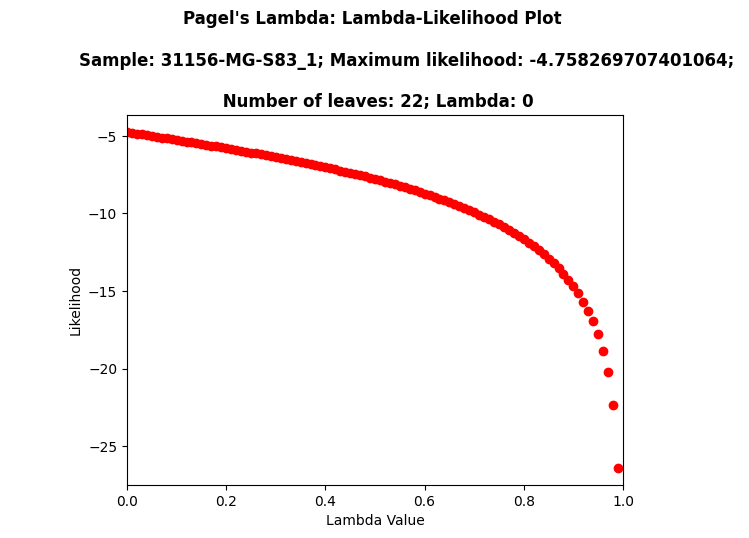 Pagel's Lambda: Lambda-Likelihood Plot
Sample: 31156-MG-S83_1; Maximum likelihood: -4.758269707401064;
Number of leaves: 22; Lambda: 0
−5
−10
−15
−20
−25
Likelihood
0.0 0.2 0.4 0.6 0.8 1.0
Lambda Value